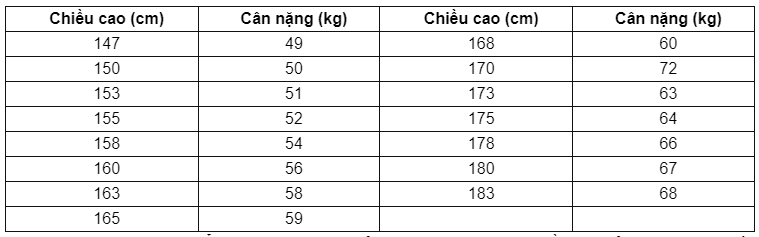 Chiều cao (cm) Cân nặng (kg) Chiều cao (cm) Cân nặng (kg)
147 49 168 60
150 50 170 72
153 51 173 63
155 52 175 64
158 54 178 66
160 56 180 67
163 58 183 68
165 59